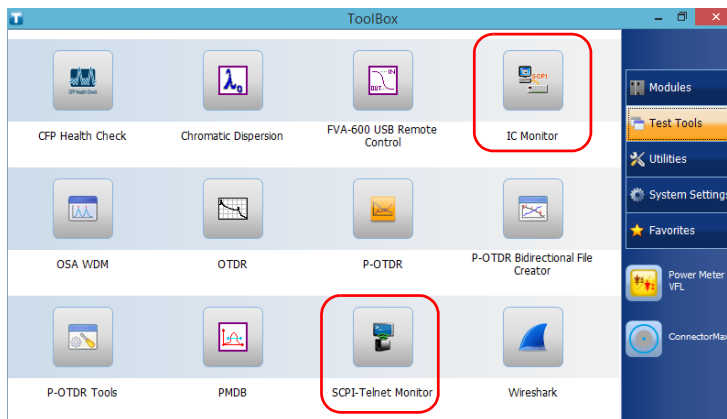 ToolBox
CFP Health Check
CFP Health Check
Chromatic Dispersion
IN
OUT
FVA-600 USB Remote
Control
SCPI
IC Monitor
OSA WDM
OTDR
P-OTDR
P-OTDR Bidirectional File
Creator
P-OTDR Tools
PMDB
SCPI-Telnet Monitor
Wireshark
Modules
Test Tools
Utilities
System Settings
Favorites
Power Meter
VFL
ConnectorMax